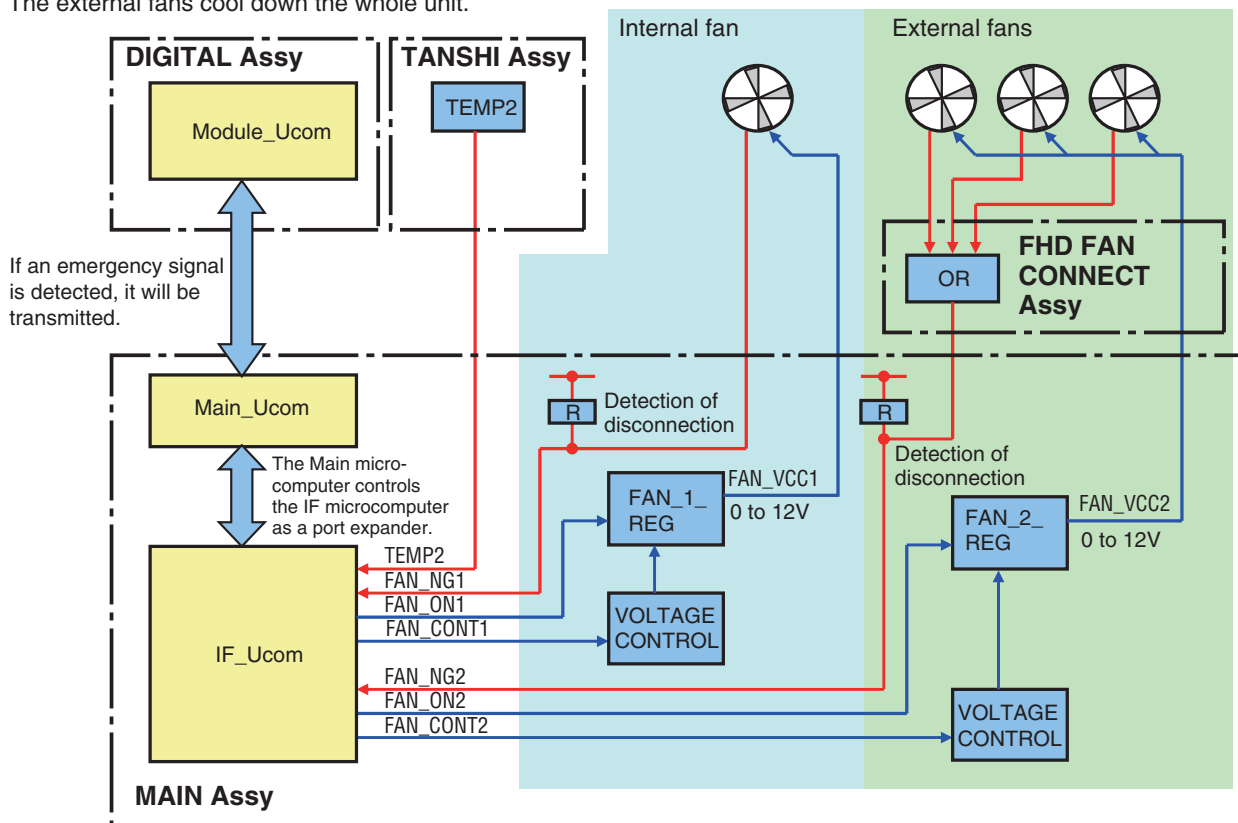 The external fans cool down the whole unit.
Internal fan
External fans
DIGITAL Assy
TANSHI Assy
Module_Ucom
TEMP2
If an emergency signal
is detected, it will be
transmitted.
FHD FAN
CONNECT
Assy
OR
Main_Ucom
R
Detection of
disconnection
R
Detection of
disconnection
The Main micro-
computer controls
the IF microcomputer
as a port expander.
FAN_1_
REG
FAN_VCC1
0 to 12V
FAN_2_
REG
FAN_VCC2
0 to 12V
IF_Ucom
TEMP2
FAN_NG1
FAN_ON1
FAN_CONT1
VOLTAGE
CONTROL
FAN_NG2
FAN_ON2
FAN_CONT2
VOLTAGE
CONTROL
MAIN Assy